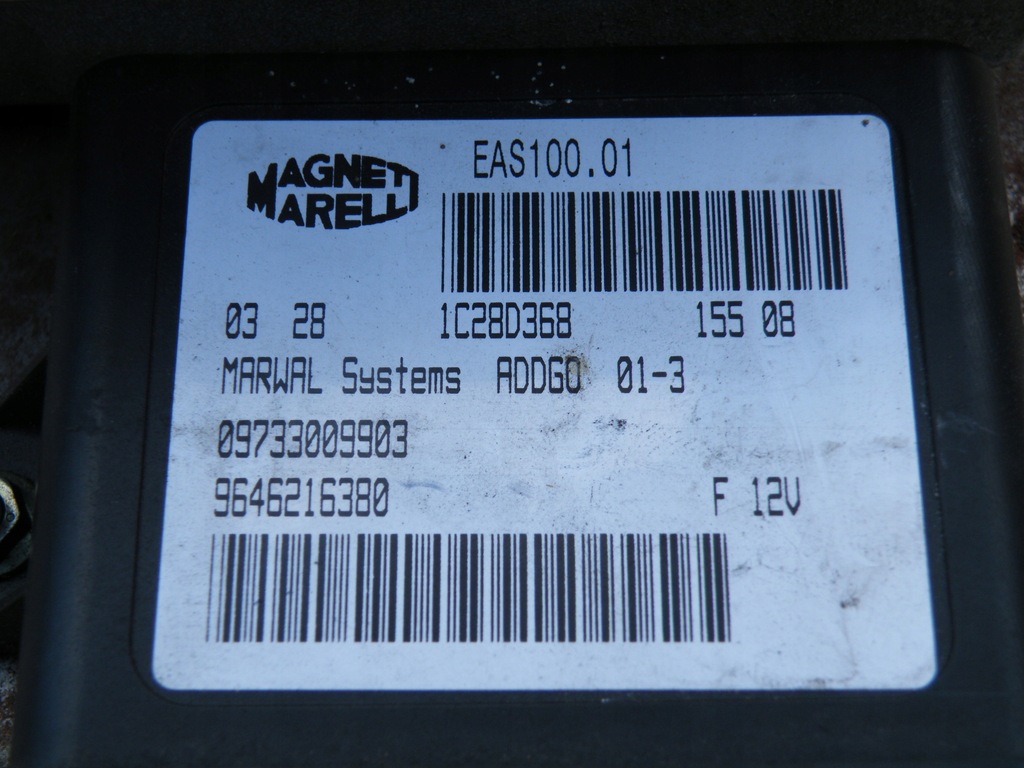 MAGNETI
MARELLI
EAS100.01
03 28 1C28D368 155 08
MARWAL Systems ADDGO 01-3
09733009903
9646216380 F 12V